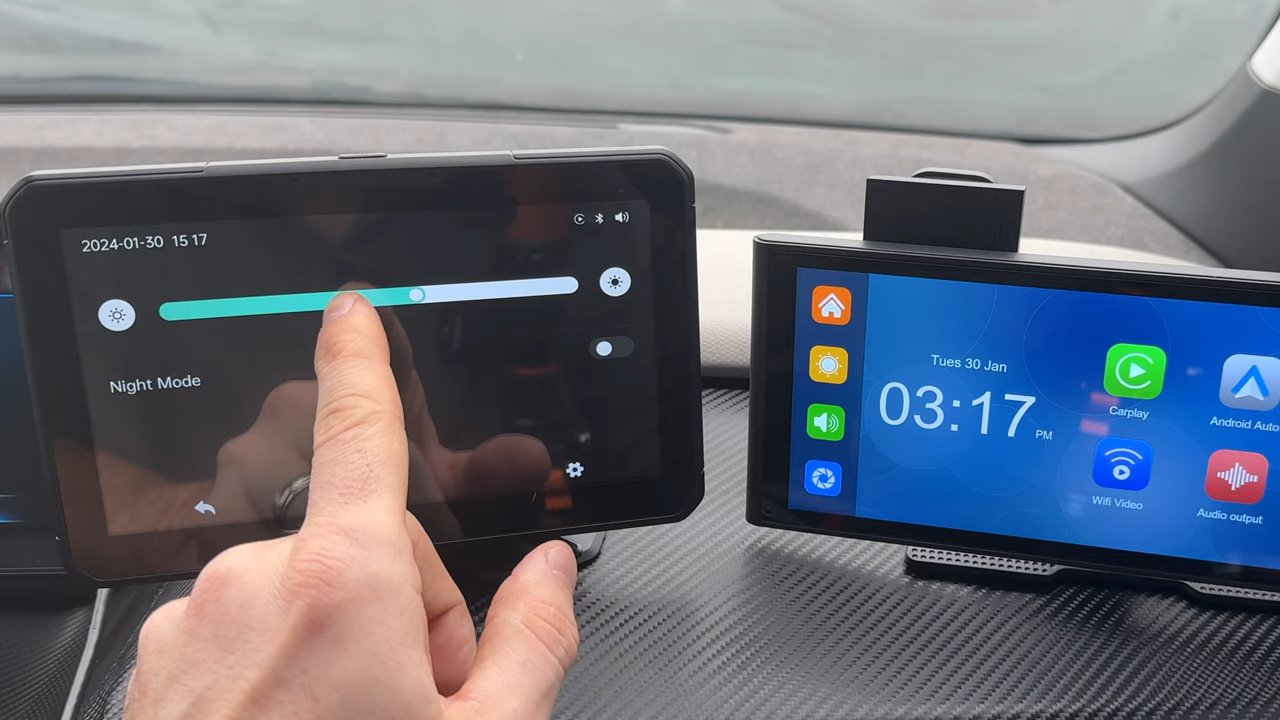 2024-01-30 15 17
Night Mode
Tues 30 Jan
03:17 PM
Carplay
Android Auto
Wifi Video
Audio output